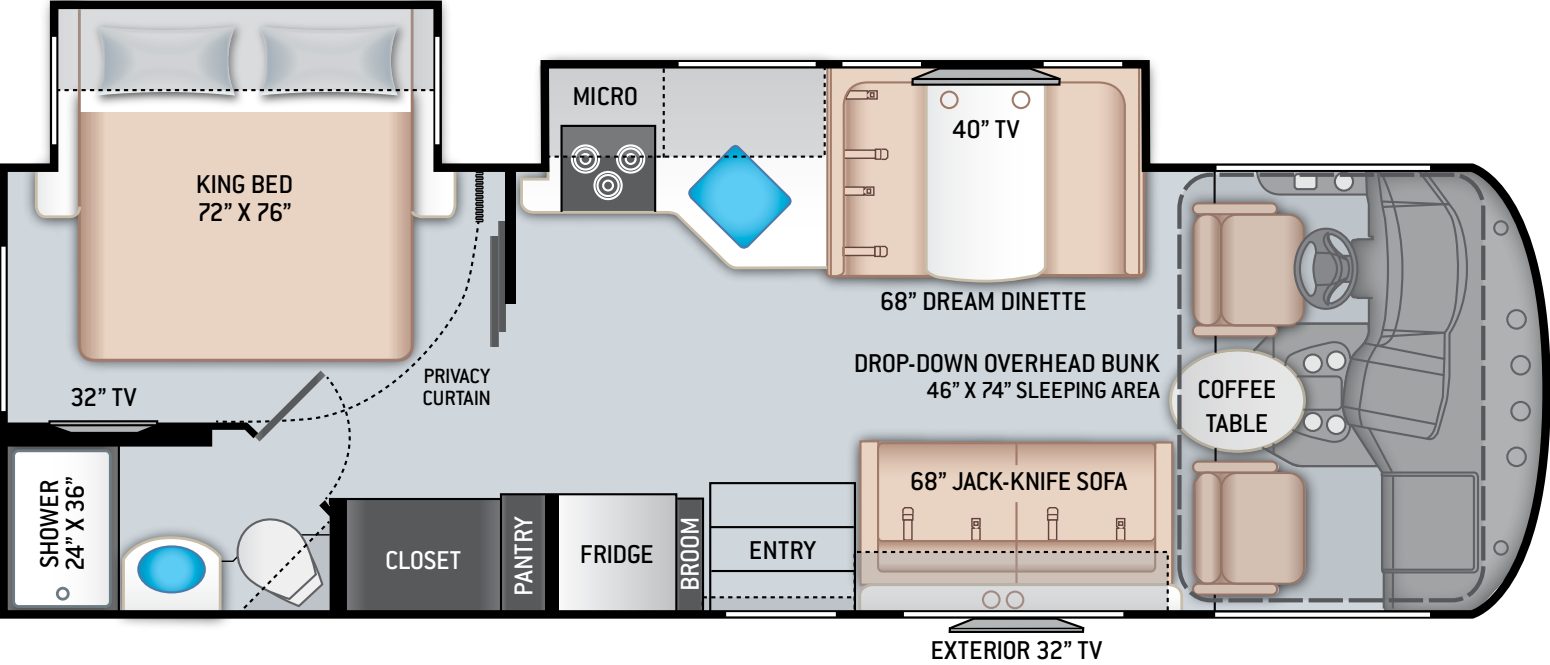 MICRO
40” TV
KING BED
72” X 76”
68” DREAM DINETTE
DROP-DOWN OVERHEAD BUNK
46” X 74” SLEEPING AREA
PRIVACY
CURTAIN
32” TV
COFFEE
TABLE
SHOWER
24” X 36”
68” JACK-KNIFE SOFA
CLOSET
PANTRY
FRIDGE
BROOM
ENTRY
EXTERIOR 32” TV